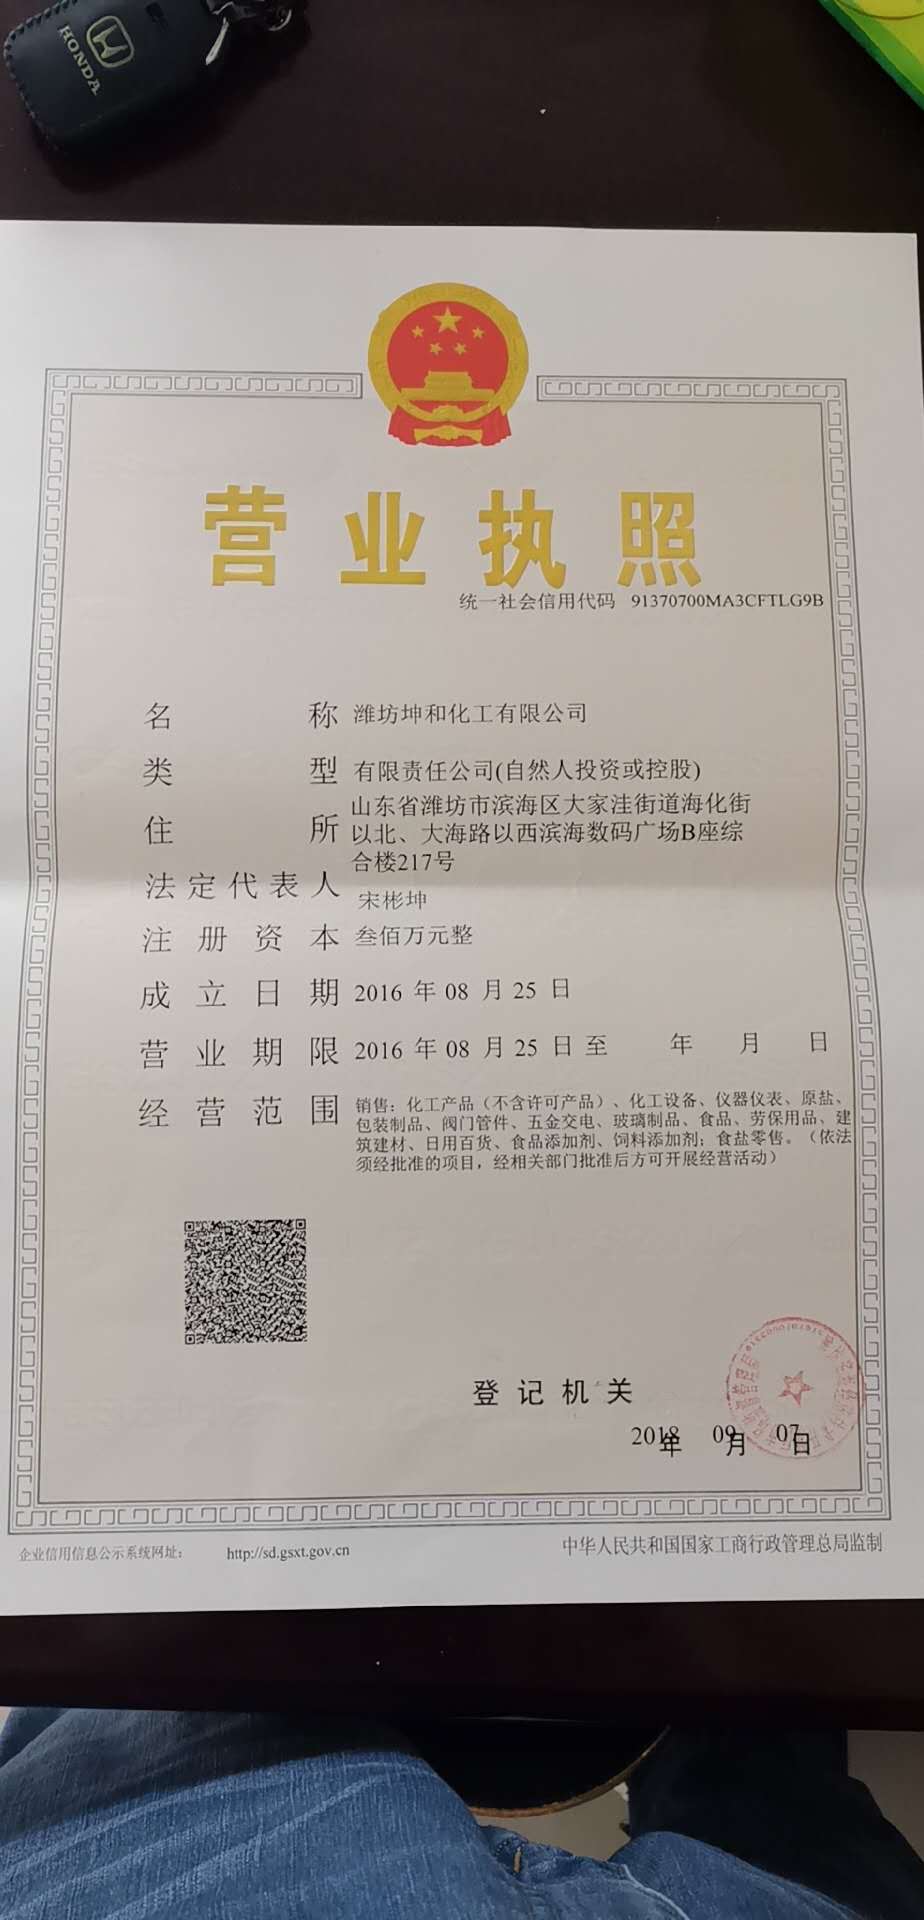 HONDA
营业执照
统一社会信用代码 91370700MA3CFTLG9B
名称 潍坊坤和化工有限公司
类型 有限责任公司(自然人投资或控股)
住所 山东省潍坊市滨海区大家洼街道海化街
以北、大海路以西滨海数码广场B座综
合楼217号
法定代表人 宋彬坤
注册资本 叁佰万元整
成立日期 2016 年 08 月 25 日
营业期限 2016 年 08 月 25 日 至 年 月 日
经营范围 销售：化工产品（不含许可产品）、化工设备、仪器仪表、原盐、
包装制品、阀门管件、五金交电、玻璃制品、食品、劳保用品、建
筑建材、日用百货、食品添加剂、饲料添加剂；食盐零售。（依法
须经批准的项目，经相关部门批准后方可开展经营活动）
登记机关
2018年 09月 07日
企业信用信息公示系统网址： http://sd.gsxt.gov.cn
中华人民共和国国家工商行政管理总局监制